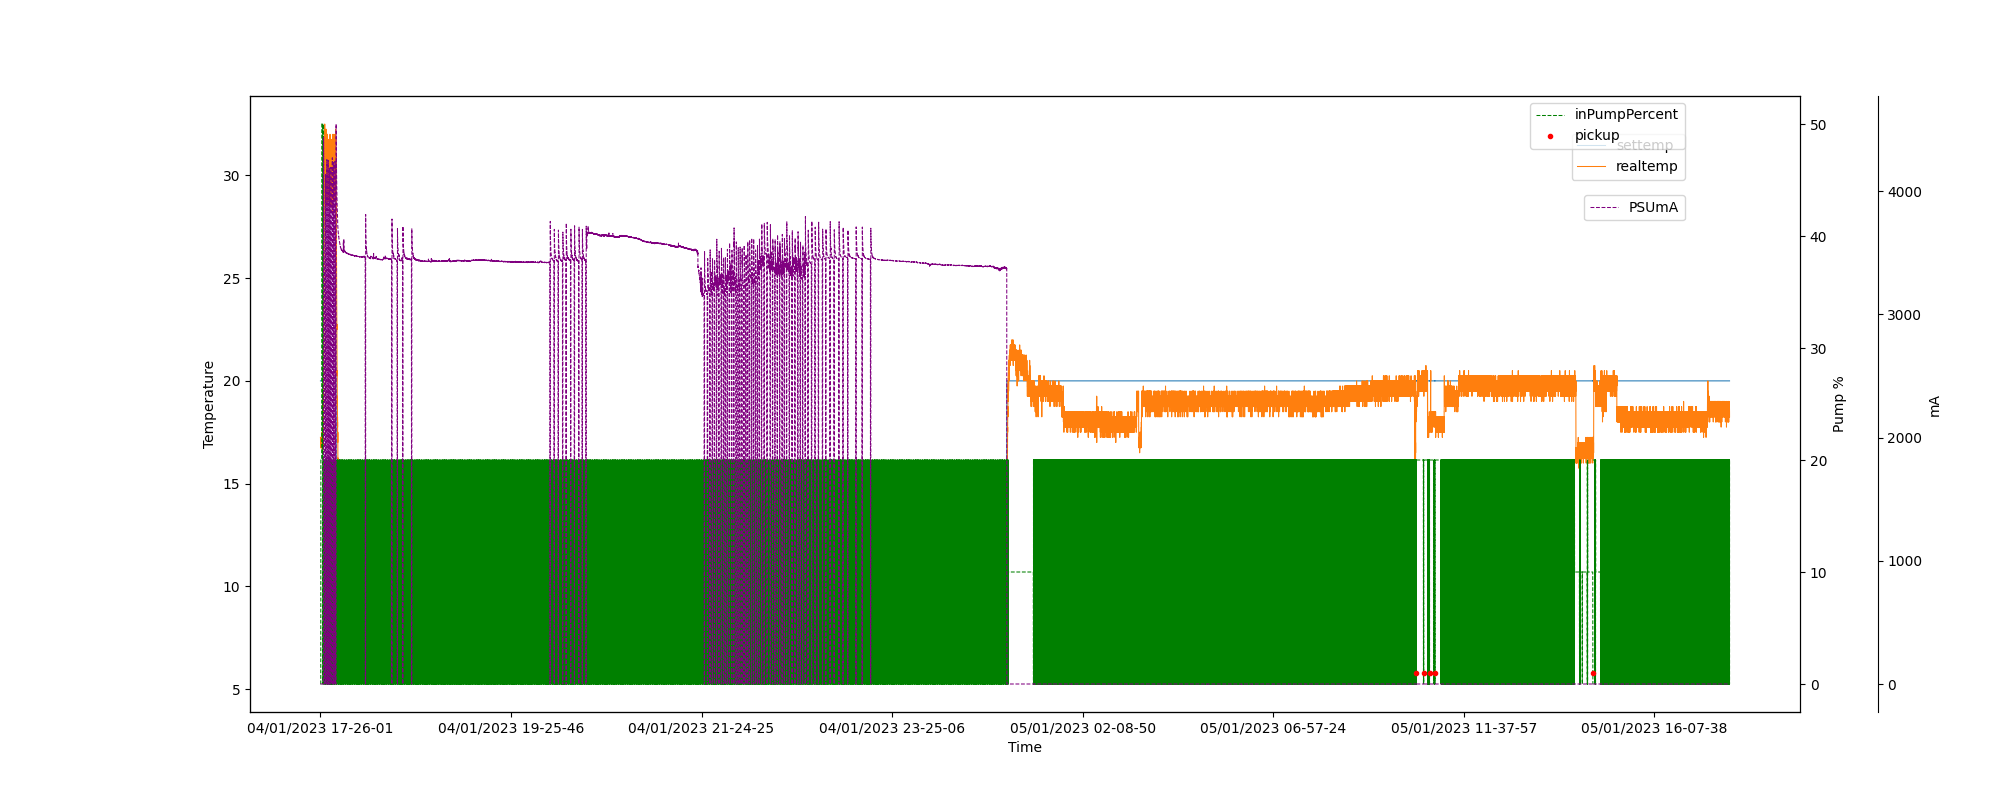 inPumpPercent
pickup
settemp
realtemp
PSUmA
30
25
20
15
10
5
Temperature
50
40
30
20
10
0
Pump %
4000
3000
2000
1000
0
mA
04/01/2023 17-26-01
04/01/2023 19-25-46
04/01/2023 21-24-25
04/01/2023 23-25-06
05/01/2023 02-08-50
05/01/2023 06-57-24
05/01/2023 11-37-57
05/01/2023 16-07-38
Time